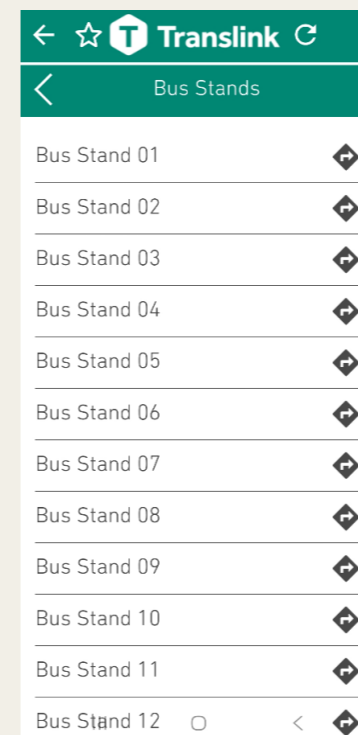 Translink
Bus Stands
Bus Stand 01
Bus Stand 02
Bus Stand 03
Bus Stand 04
Bus Stand 05
Bus Stand 06
Bus Stand 07
Bus Stand 08
Bus Stand 09
Bus Stand 10
Bus Stand 11
Bus Stand 12